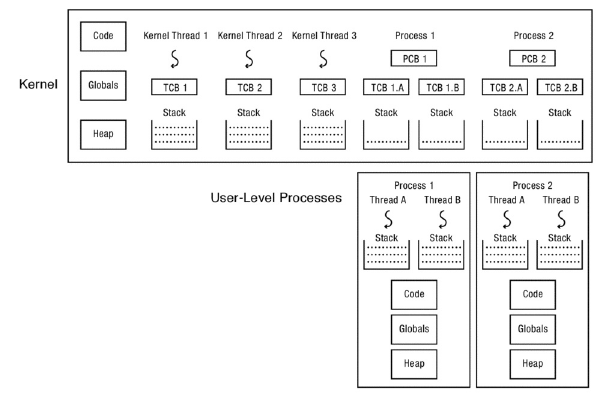 Kernel
Code
Kernel Thread 1 Kernel Thread 2 Kernel Thread 3 Process 1 Process 2
PCB 1 PCB 2
Globals
TCB 1 TCB 2 TCB 3 TCB 1.A TCB 1.B TCB 2.A TCB 2.B
Stack Stack Stack Stack Stack Stack Stack
Heap
User-Level Processes
Process 1 Process 2
Thread A Thread B Thread A Thread B
Stack Stack Stack Stack
Code Code
Globals Globals
Heap Heap